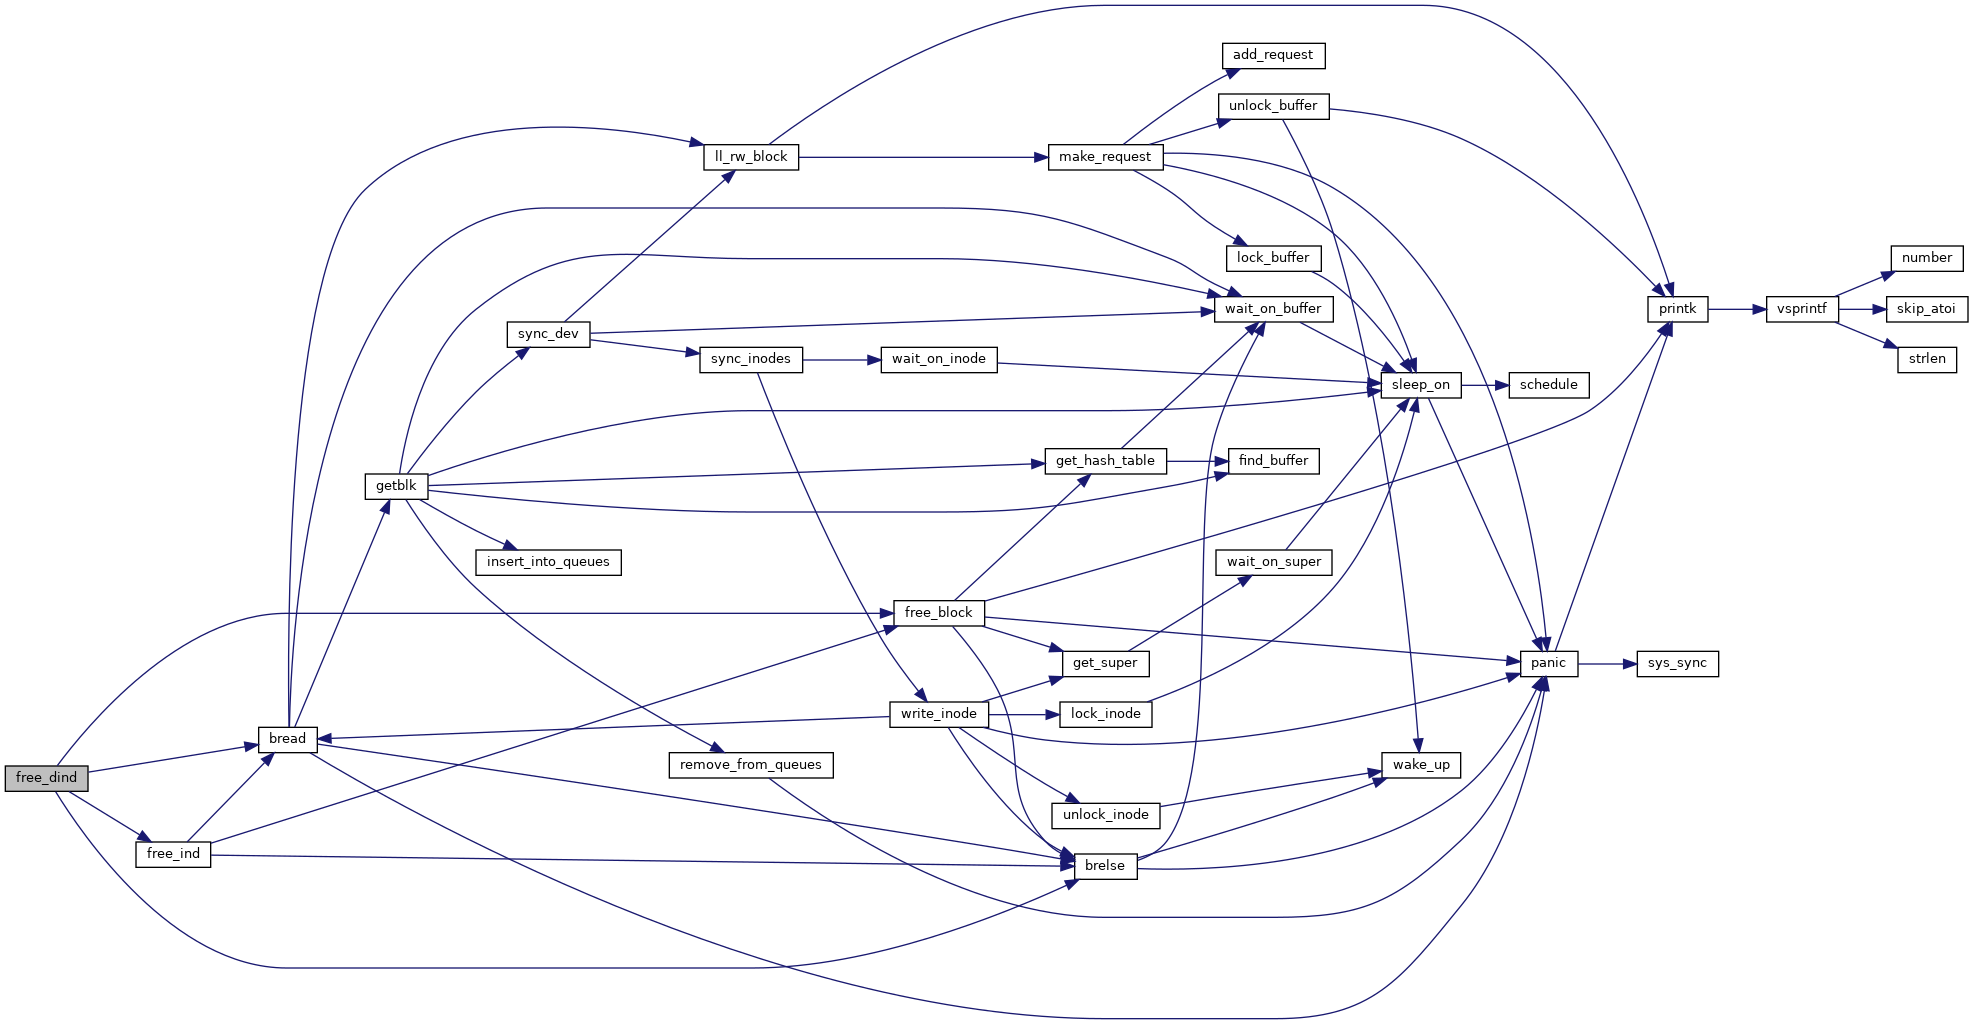 add_request
unlock_buffer
ll_rw_block
make_request
lock_buffer
number
wait_on_buffer
printk
vsprintf
skip_atoi
sync_dev
sync_inodes
wait_on_inode
strlen
sleep_on
schedule
get_hash_table
find_buffer
getblk
insert_into_queues
wait_on_super
free_block
get_super
panic
sys_sync
write_inode
lock_inode
bread
remove_from_queues
wake_up
free_dind
unlock_inode
free_ind
brelse